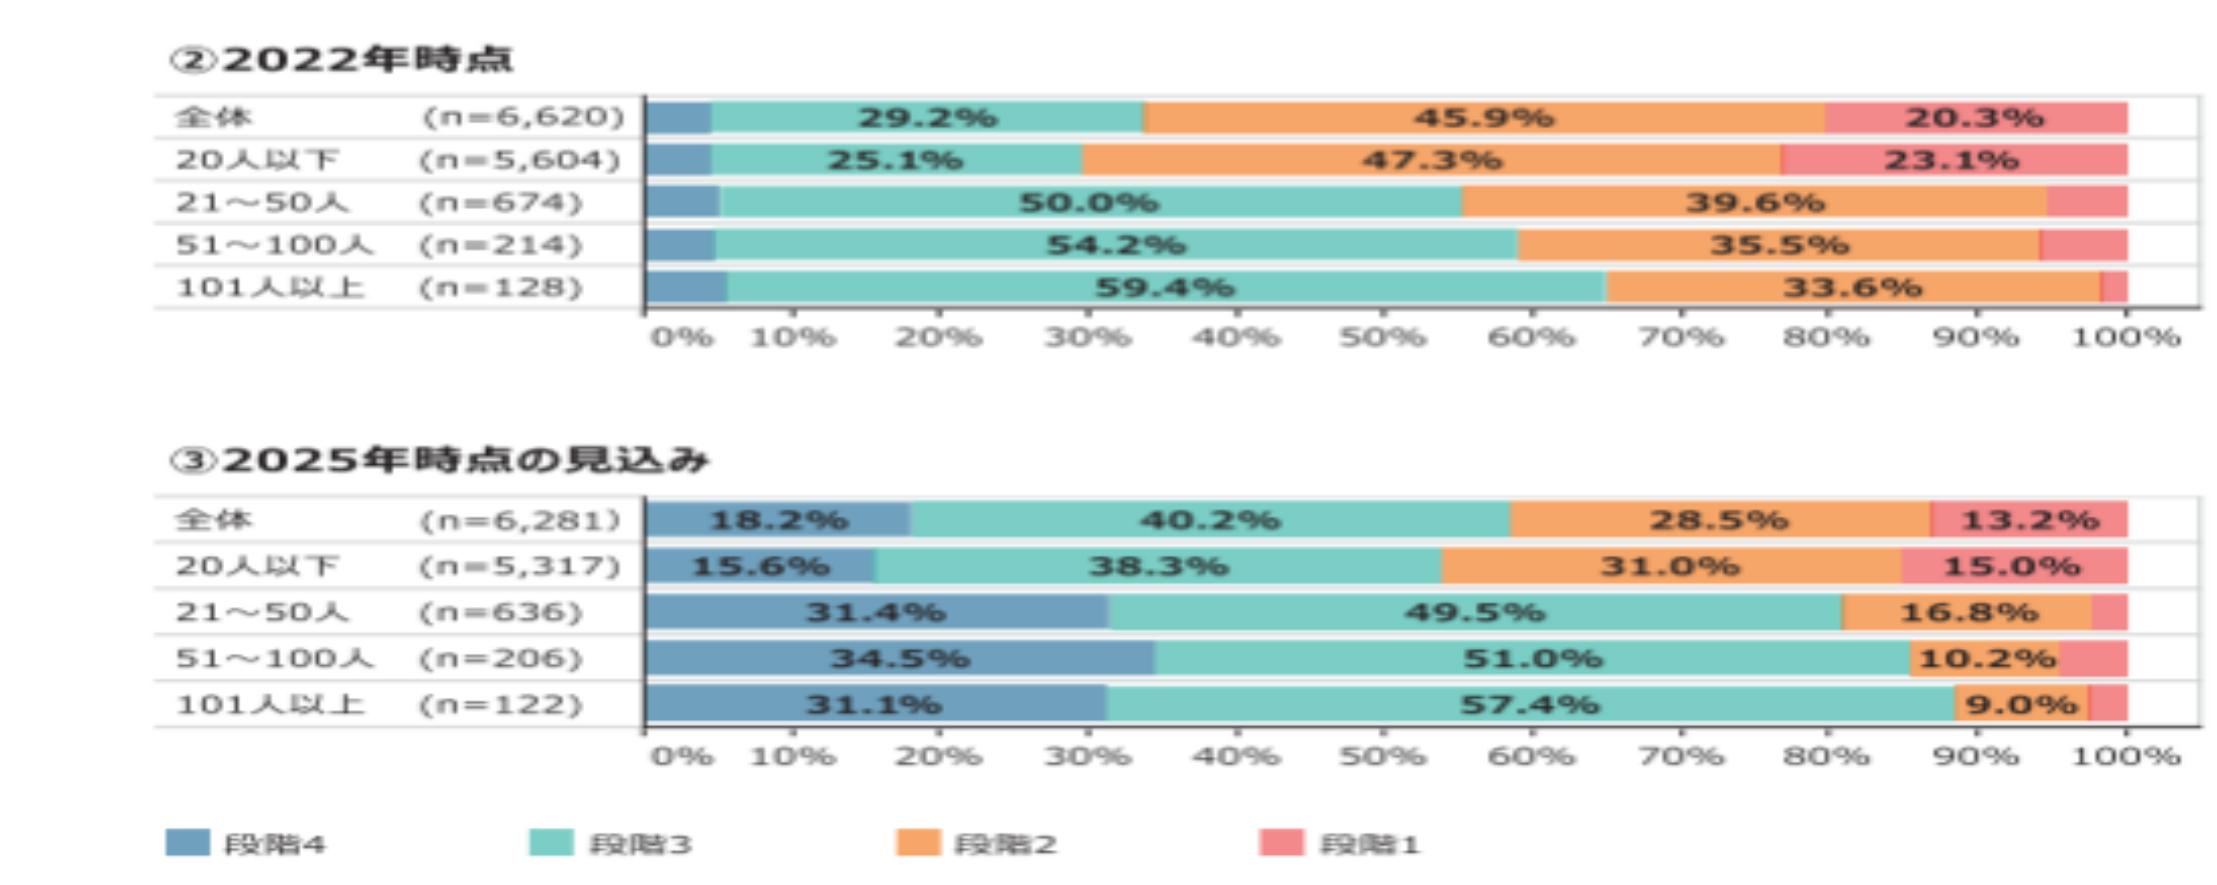 ②2022年時点
全体 (n=6,620) 29.2% 45.9% 20.3%
20人以下 (n=5,604) 25.1% 47.3% 23.1%
21～50人 (n=674) 50.0% 39.6%
51～100人 (n=214) 54.2% 35.5%
101人以上 (n=128) 59.4% 33.6%
0% 10% 20% 30% 40% 50% 60% 70% 80% 90% 100%
③2025年時点の見込み
全体 (n=6,281) 18.2% 40.2% 28.5% 13.2%
20人以下 (n=5,317) 15.6% 38.3% 31.0% 15.0%
21～50人 (n=636) 31.4% 49.5% 16.8%
51～100人 (n=206) 34.5% 51.0% 10.2%
101人以上 (n=122) 31.1% 57.4% 9.0%
0% 10% 20% 30% 40% 50% 60% 70% 80% 90% 100%
段階4 段階3 段階2 段階1